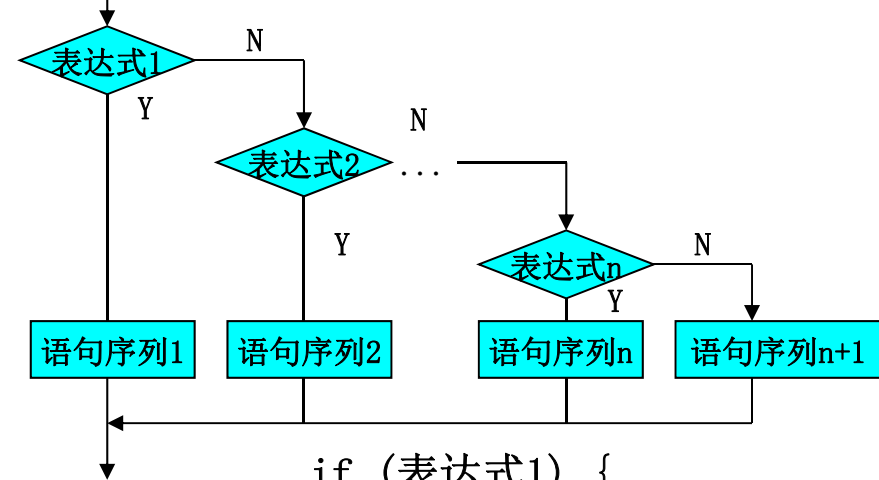 表达式1
N
Y
表达式2
N
...
Y
表达式n
N
Y
语句序列1
语句序列2
语句序列n
语句序列n+1
if (表达式1) {